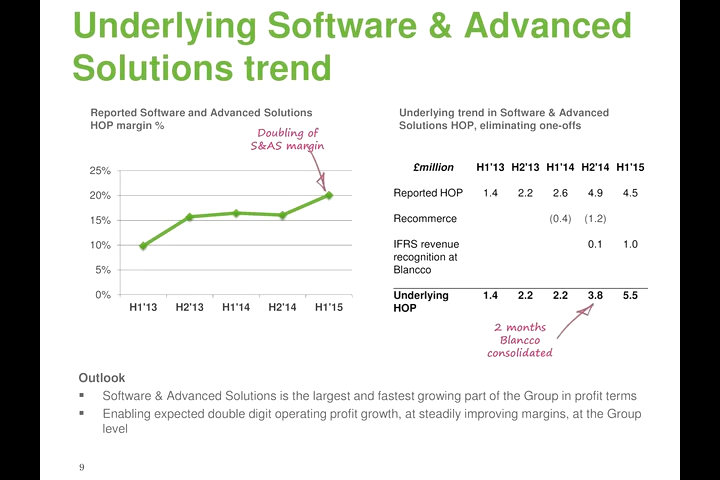 Underlying Software & Advanced
Solutions trend
Reported Software and Advanced Solutions
HOP margin %
Doubling of
S&AS margin
25%
20%
15%
10%
5%
0%
H1'13 H2'13 H1'14 H2'14 H1'15
Underlying trend in Software & Advanced
Solutions HOP, eliminating one-offs
£million H1'13 H2'13 H1'14 H2'14 H1'15
Reported HOP 1.4 2.2 2.6 4.9 4.5
Recommerce (0.4) (1.2)
IFRS revenue 0.1 1.0
recognition at
Blancco
Underlying 1.4 2.2 2.2 3.8 5.5
HOP
2 months
Blancco
consolidated
Outlook
▪ Software & Advanced Solutions is the largest and fastest growing part of the Group in profit terms
▪ Enabling expected double digit operating profit growth, at steadily improving margins, at the Group
level
9